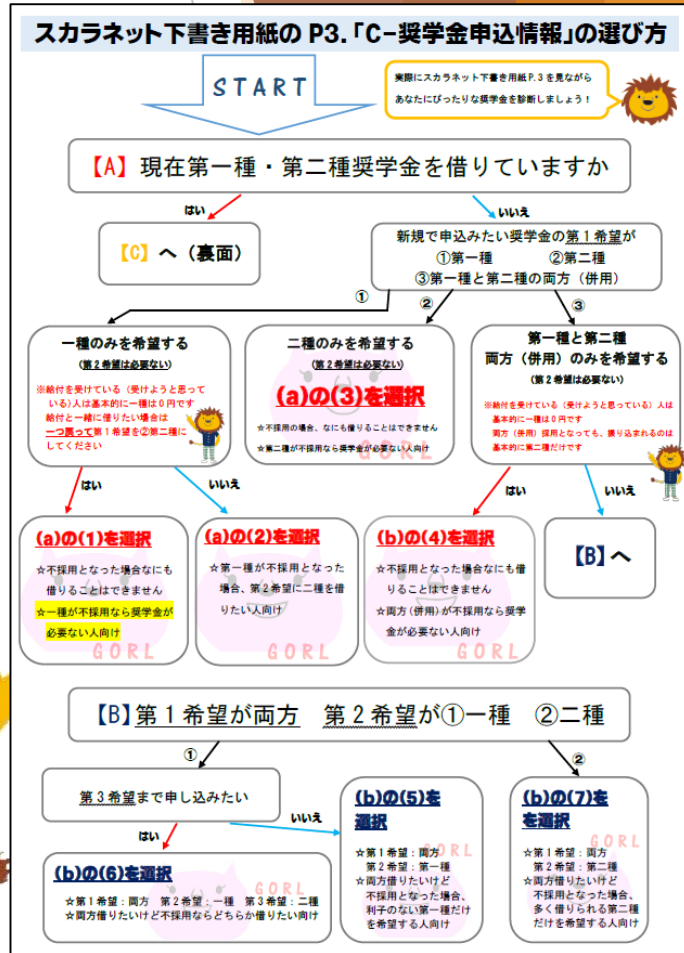 スカラネット下書き用紙の P3.「C-奨学金申込情報」の選び方
START
実際にスカラネット下書き用紙P.3を見ながら
あなたにぴったりな奨学金を診断しましょう！
【A】現在第一種・第二種奨学金を借りていますか
はい
いいえ
【C】へ（裏面）
新規で申込みたい奨学金の第１希望が
①第一種　②第二種
③第一種と第二種の両方（併用）
①
②
③
一種のみを希望する
(第２希望は必要ない)
※給付を受けている（受けようと思って
いる)人は基本的に一種は０円です
給付と一緒に借りたい場合は
一つ戻って第１希望を②第二種に
してください
二種のみを希望する
(第２希望は必要ない)
(a)の(3)を選択
☆不採用の場合、なにも借りることはできません
☆第二種が不採用なら奨学金が必要ない人向け
GORL
第一種と第二種
両方（併用）のみを希望する
(第２希望は必要ない)
※給付を受けている（受けようと思っている）人は
基本的に一種は０円です
両方（併用）採用となっても、振り込まれるのは
基本的に第二種だけです
はい
いいえ
はい
いいえ
(a)の(1)を選択
☆不採用となった場合なにも
借りることはできません
☆一種が不採用なら奨学金が
必要ない人向け
GORL
(a)の(2)を選択
☆第一種が不採用となった
場合、第２希望に二種を借
りたい人向け
GORL
(b)の(4)を選択
☆不採用となった場合なにも借
りることはできません
☆両方(併用)が不採用なら奨学
金が必要ない人向け
GORL
【B】へ
【B】第１希望が両方　第２希望が①一種　②二種
①
②
第３希望まで申し込みたい
はい
いいえ
(b)の(6)を選択
GORL
☆第１希望：両方　第２希望：一種　第３希望：二種
☆両方借りたいけど不採用ならどちらか借りたい向け
(b)の(5)を
選択
GORL
☆第１希望：両方
第２希望：第一種
☆両方借りたいけど
不採用となった場合、
利子のない第一種だけ
を希望する人向け
(b)の(7)を
を選択
GORL
☆第１希望：両方
第２希望：第二種
☆両方借りたいけど
不採用となった場合、
多く借りられる第二種
だけを希望する人向け